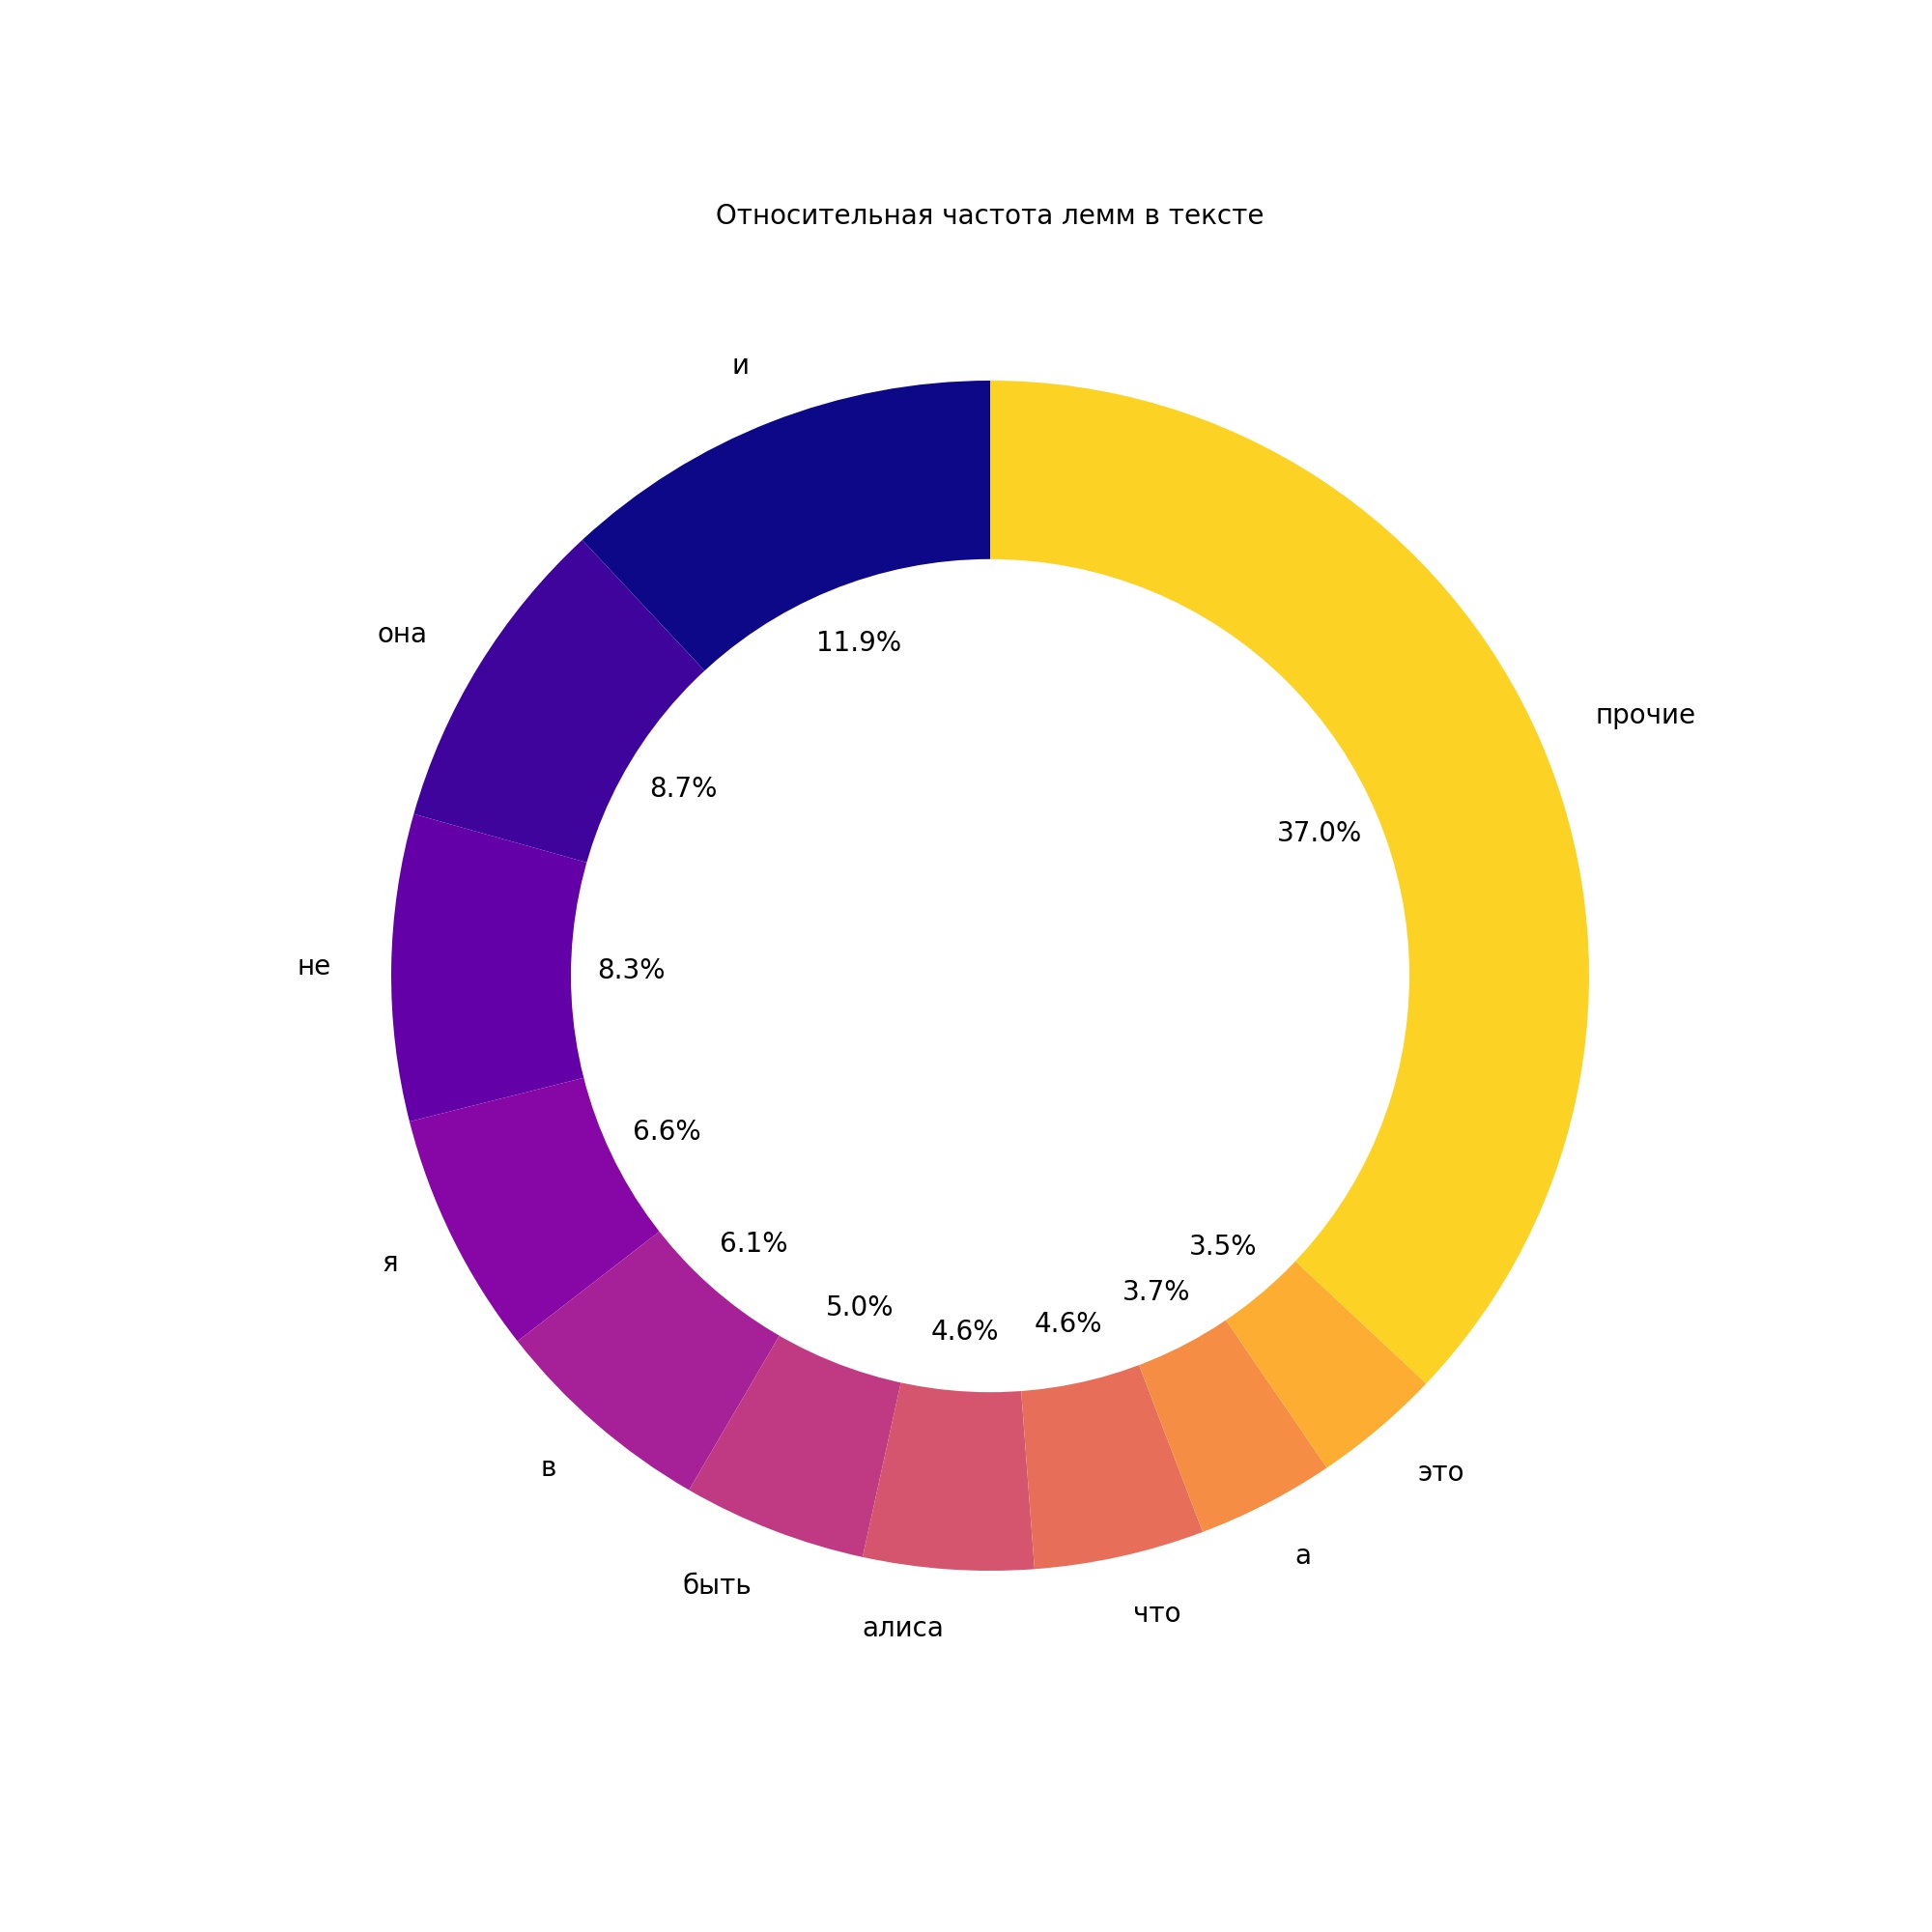 Относительная частота лемм в тексте
и
11.9%
она
8.7%
не
8.3%
я
6.6%
в
6.1%
быть
5.0%
алиса
4.6%
что
4.6%
а
3.7%
это
3.5%
прочие
37.0%